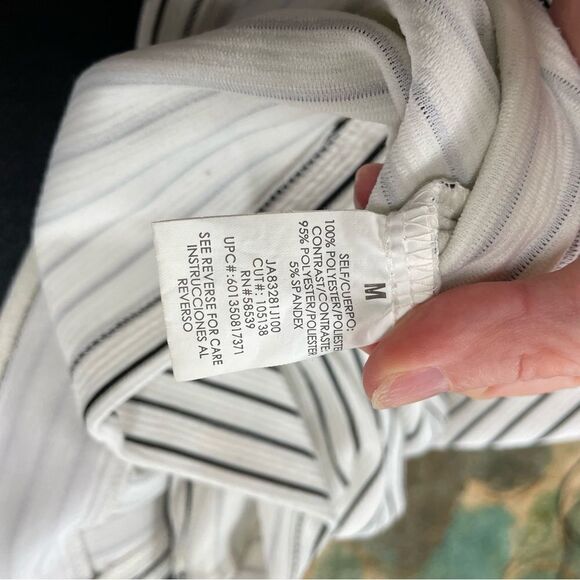 M
SELF/CUERPO:
100% POLYESTER/POLIESTE
CONTRAST/CONTRASTE
95% POLYESTER/POLIESTER
5% SPANDEX
JA83281J100
CUT#: 105138
RN#58539
UPC#:601350817371
SEE REVERSE FOR CARE
INSTRUCCIONES AL
REVERSO